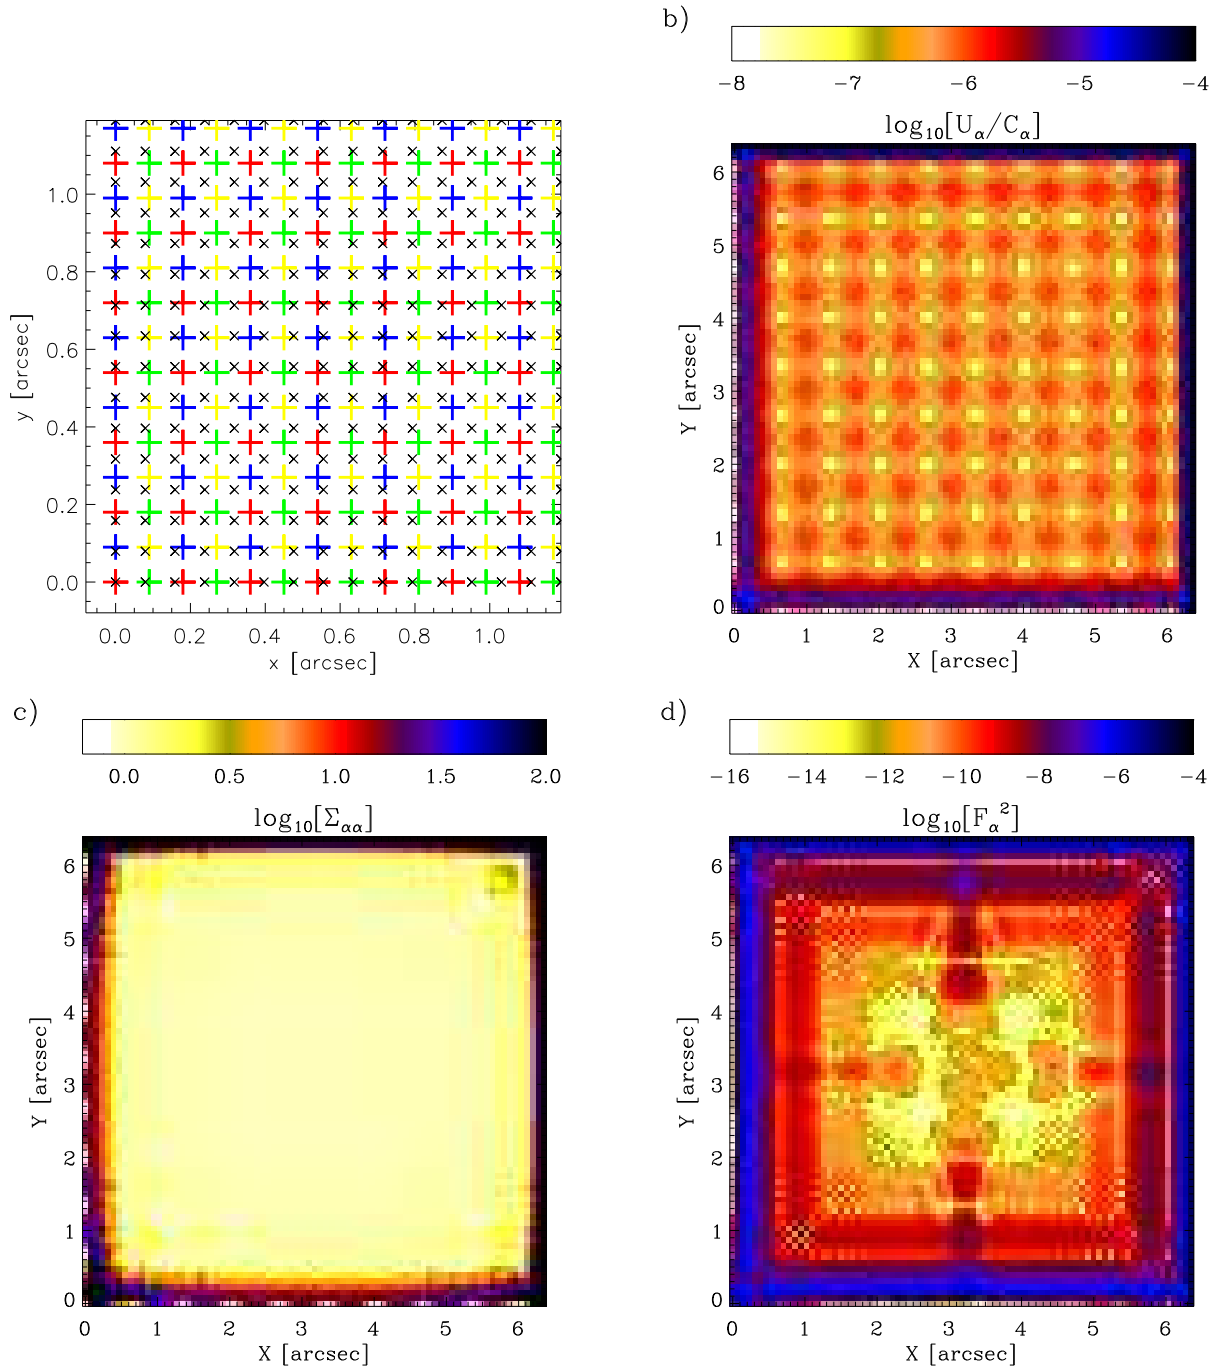 b)
−8 −7 −6 −5 −4
log₁₀[U_α/C_α]
1.0
0.8
0.6
0.4
0.2
0.0
y [arcsec]
0.0 0.2 0.4 0.6 0.8 1.0
x [arcsec]
6
5
4
3
2
1
0
Y [arcsec]
0 1 2 3 4 5 6
X [arcsec]
c)
0.0 0.5 1.0 1.5 2.0
log₁₀[Σ_αα]
6
5
4
3
2
1
0
Y [arcsec]
0 1 2 3 4 5 6
X [arcsec]
d)
−16 −14 −12 −10 −8 −6 −4
log₁₀[F_α²]
6
5
4
3
2
1
0
Y [arcsec]
0 1 2 3 4 5 6
X [arcsec]